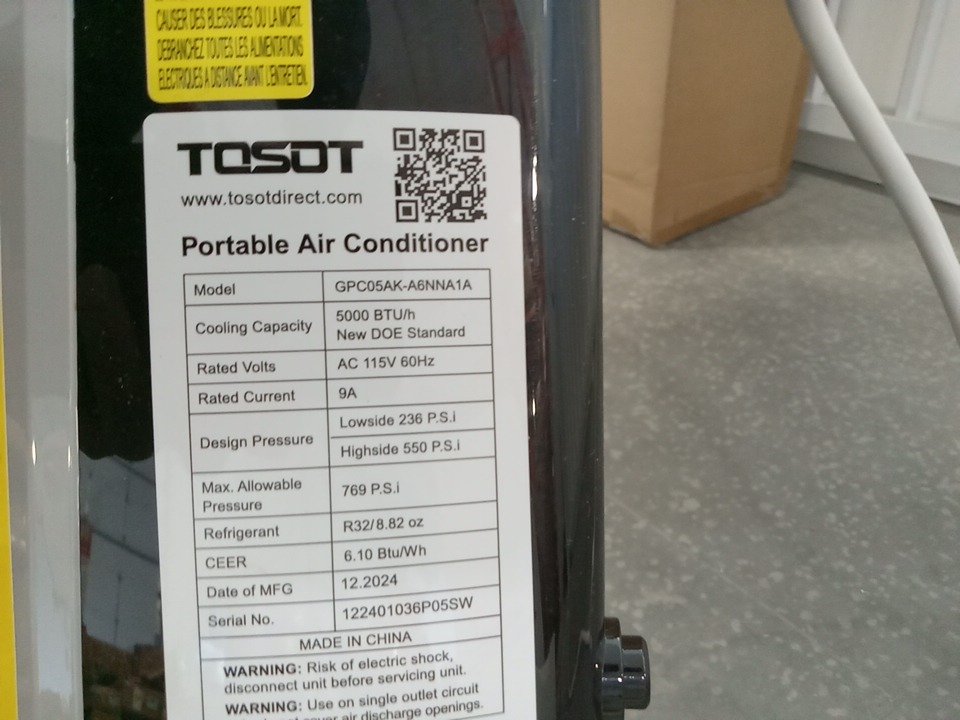 CAUSER DES BLESSURES OU LA MORT.
DEBRANCHEZ TOUTES LES ALIMENTATIONS
ELECTRIQUES A DISTANCE AVANT L'ENTRETIEN.
TOSOT
www.tosotdirect.com
Portable Air Conditioner
Model GPC05AK-A6NNA1A
Cooling Capacity 5000 BTU/h
New DOE Standard
Rated Volts AC 115V 60Hz
Rated Current 9A
Design Pressure Lowside 236 P.S.i
Highside 550 P.S.i
Max. Allowable
Pressure 769 P.S.i
Refrigerant R32/8.82 oz
CEER 6.10 Btu/Wh
Date of MFG 12.2024
Serial No. 122401036P05SW
MADE IN CHINA
WARNING: Risk of electric shock,
disconnect unit before servicing unit.
WARNING: Use on single outlet circuit
cover air discharge openings.